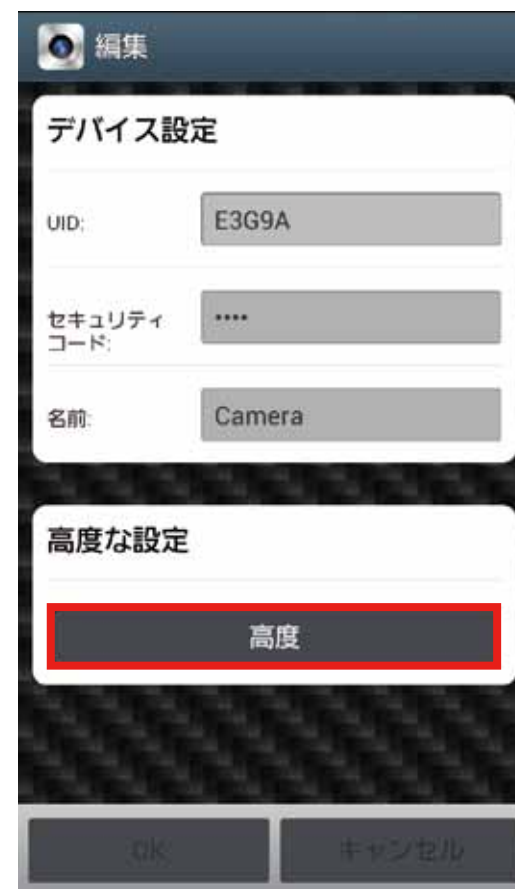 編集
デバイス設定
UID:
E3G9A
セキュリティ
コード:
••••
名前:
Camera
高度な設定
高度
OK
キャンセル